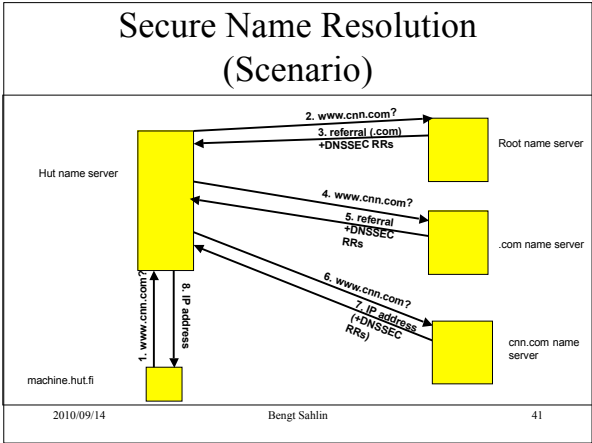 Secure Name Resolution
(Scenario)
2. www.cnn.com?
3. referral (.com)
+DNSSEC RRs
Root name server
Hut name server
4. www.cnn.com?
5. referral
+DNSSEC
RRs
.com name server
6. www.cnn.com?
7. IP address
(+DNSSEC
RRs)
1. www.cnn.com?
8. IP address
cnn.com name
server
machine.hut.fi
2010/09/14
Bengt Sahlin
41